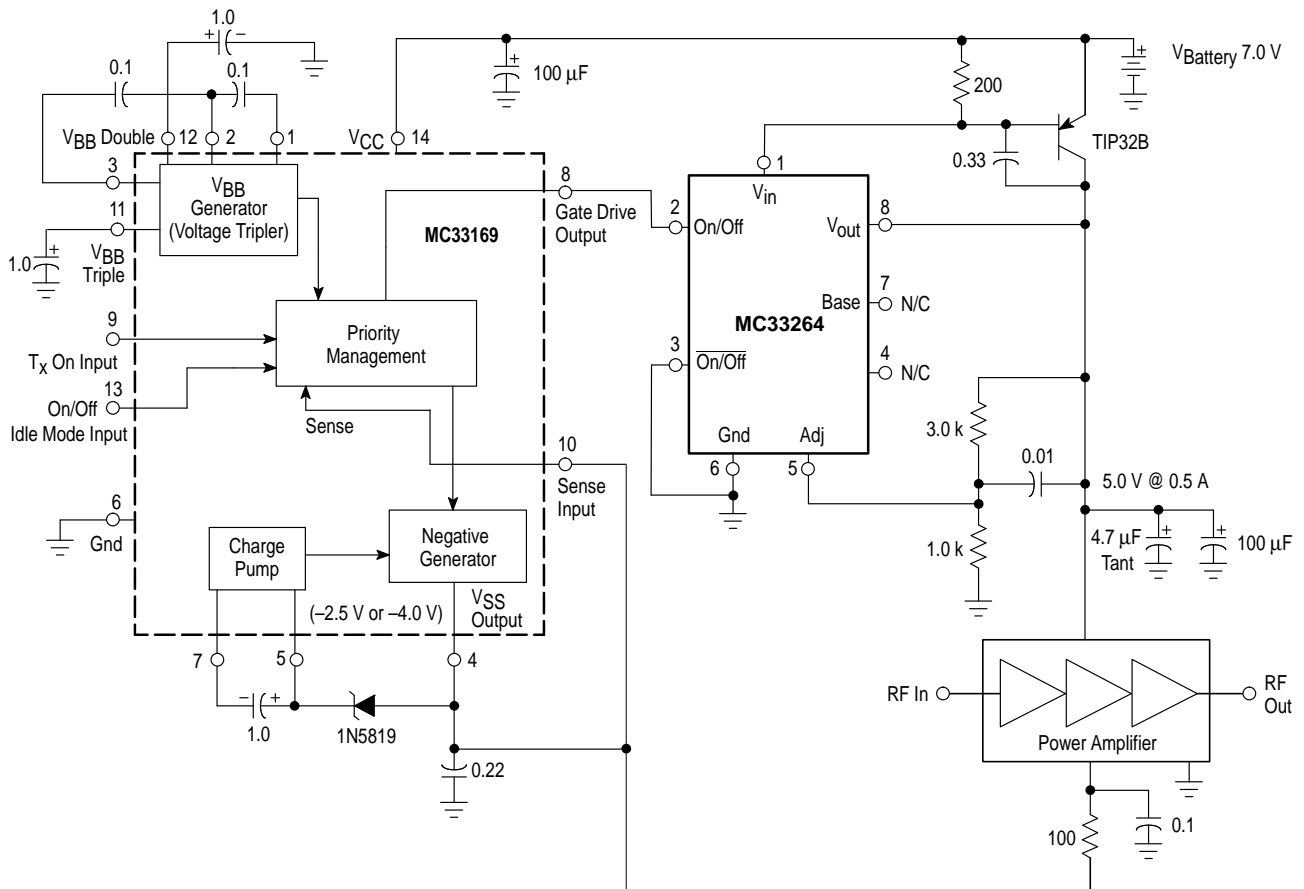 1.0
+ −
0.1
0.1
100 µF
+
VBattery 7.0 V
+
200
TIP32B
0.33
VBB Double
12
2
1
VCC
14
3
VBB
Generator
(Voltage Tripler)
11
VBB
Triple
1.0
+
MC33169
8
Gate Drive
Output
1
Vin
2
On/Off
Vout
8
7
Base
N/C
MC33264
3
On/Off
4
N/C
Gnd
Adj
6
5
9
Tx On Input
13
On/Off
Idle Mode Input
Priority
Management
Sense
10
Sense
Input
6
Gnd
Charge
Pump
Negative
Generator
(–2.5 V or –4.0 V)
VSS
Output
7
5
4
− +
1.0
1N5819
0.22
3.0 k
0.01
5.0 V @ 0.5 A
1.0 k
4.7 µF
Tant
+
+
100 µF
RF In
RF
Out
Power Amplifier
100
0.1